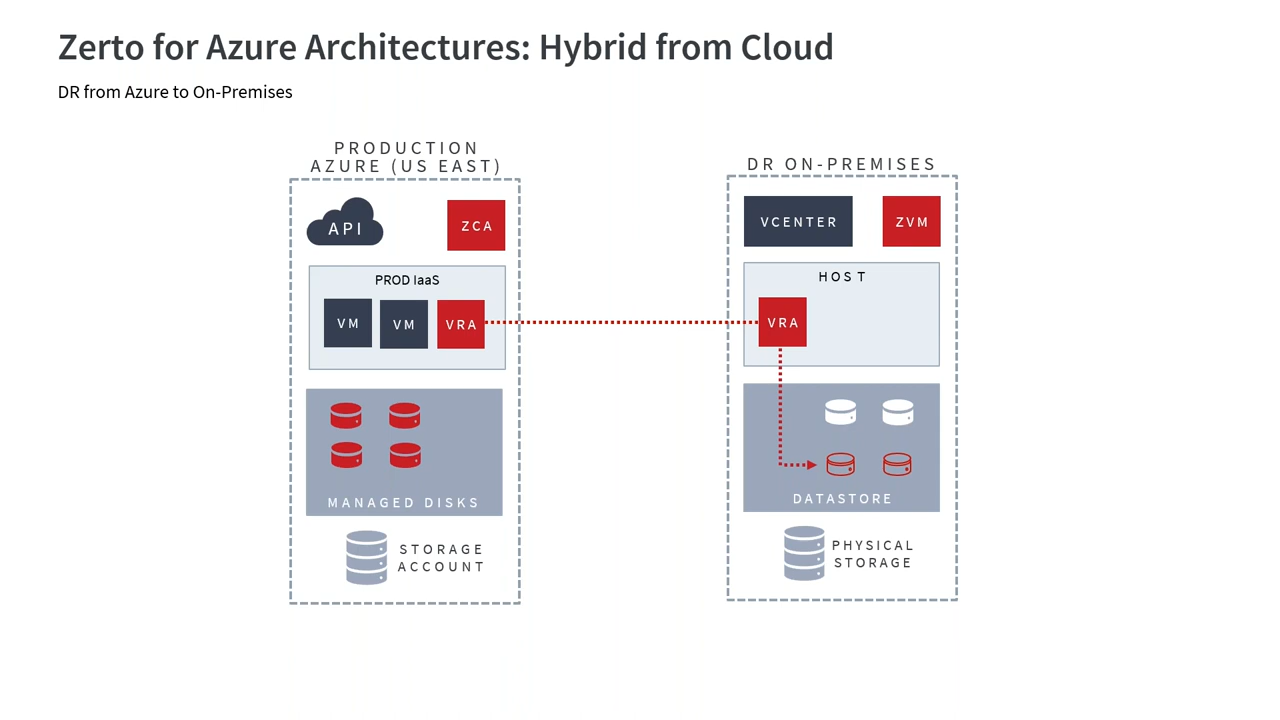 Zerto for Azure Architectures: Hybrid from Cloud
DR from Azure to On-Premises
PRODUCTION
AZURE (US EAST)
API
ZCA
PROD IaaS
VM
VM
VRA
MANAGED DISKS
STORAGE
ACCOUNT
DR ON-PREMISES
VCENTER
ZVM
HOST
VRA
DATASTORE
PHYSICAL
STORAGE